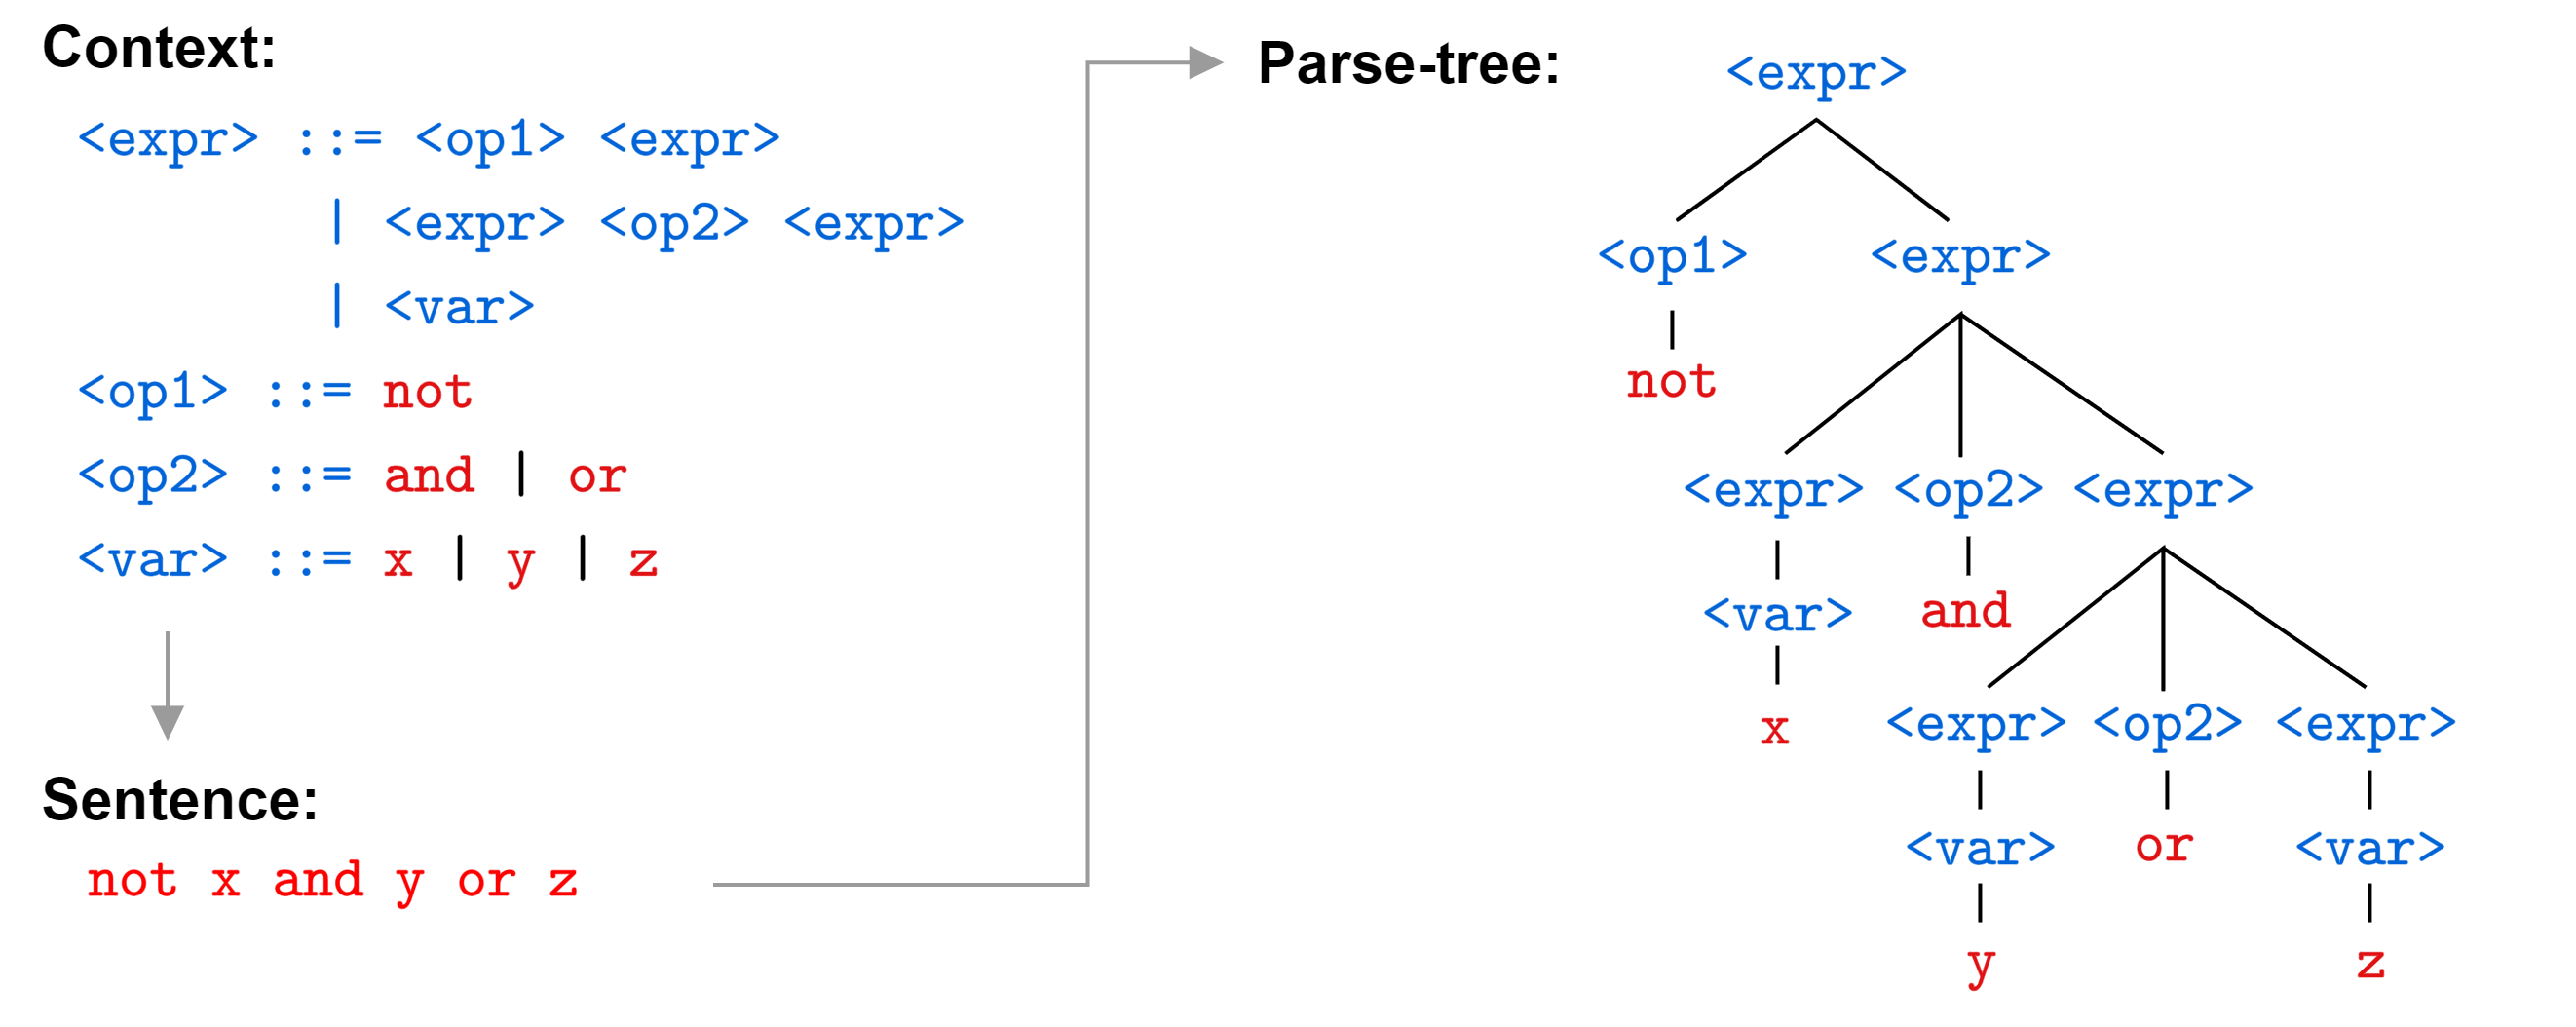 Context:
<expr> ::= <op1> <expr>
| <expr> <op2> <expr>
| <var>
<op1> ::= not
<op2> ::= and | or
<var> ::= x | y | z
Sentence:
not x and y or z
Parse-tree:
<expr>
<op1> <expr>
not
<expr> <op2> <expr>
<var> and
x
<expr> <op2> <expr>
<var> or <var>
y z